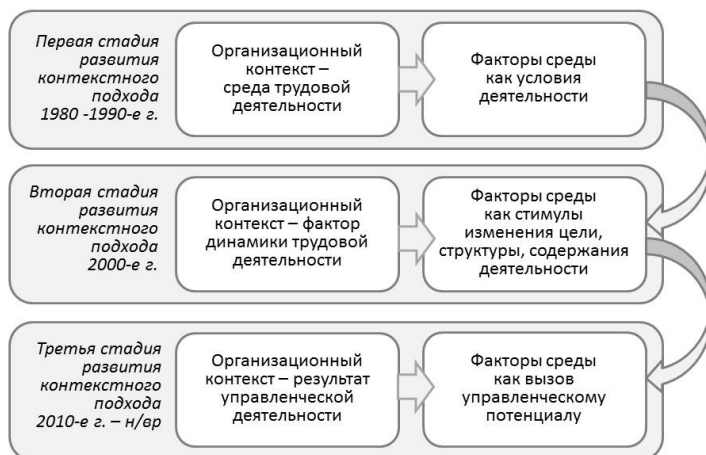 Первая стадия
развития
контекстного
подхода
1980 -1990-е г.
Организационный
контекст –
среда трудовой
деятельности
Факторы среды
как условия
деятельности
Вторая стадия
развития
контекстного
подхода
2000-е г.
Организационный
контекст – фактор
динамики трудовой
деятельности
Факторы среды
как стимулы
изменения цели,
структуры, содержания
деятельности
Третья стадия
развития
контекстного
подхода
2010-е г. – н/вр
Организационный
контекст – результат
управленческой
деятельности
Факторы среды
как вызов
управленческому
потенциалу